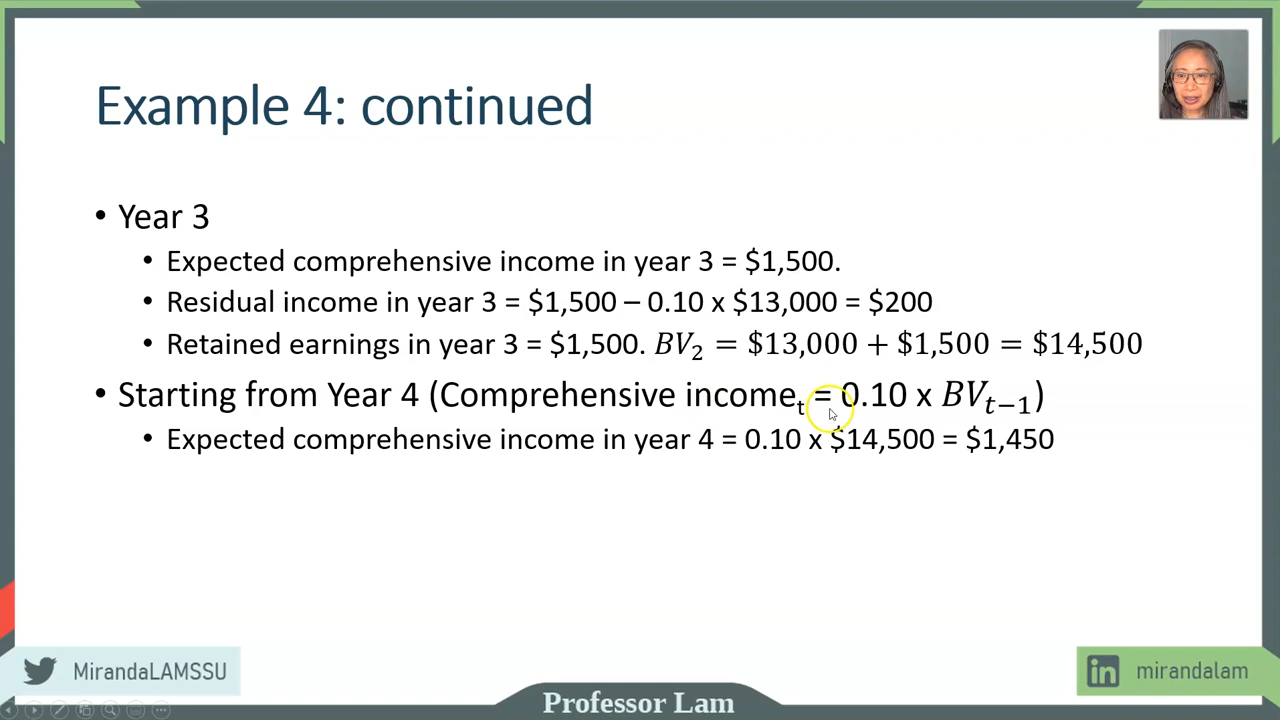 Example 4: continued
• Year 3
• Expected comprehensive income in year 3 = $1,500.
• Residual income in year 3 = $1,500 – 0.10 x $13,000 = $200
• Retained earnings in year 3 = $1,500. 𝐵𝑉₂ = $13,000 + $1,500 = $14,500
• Starting from Year 4 (Comprehensive incomeₜ = 0.10 x 𝐵𝑉ₜ₋₁)
• Expected comprehensive income in year 4 = 0.10 x $14,500 = $1,450
MirandaLAMSSU
in mirandalam
Professor Lam